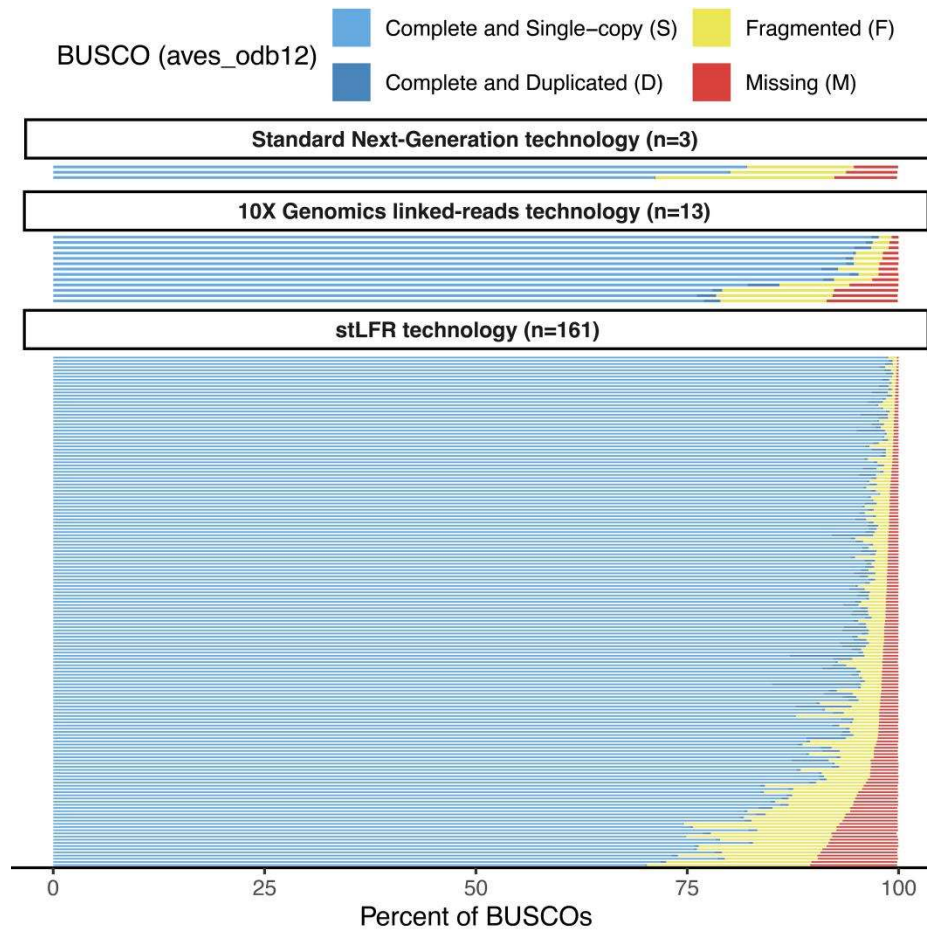 BUSCO (aves_odb12)
Complete and Single−copy (S)
Fragmented (F)
Complete and Duplicated (D)
Missing (M)
Standard Next-Generation technology (n=3)
10X Genomics linked-reads technology (n=13)
stLFR technology (n=161)
0 25 50 75 100
Percent of BUSCOs